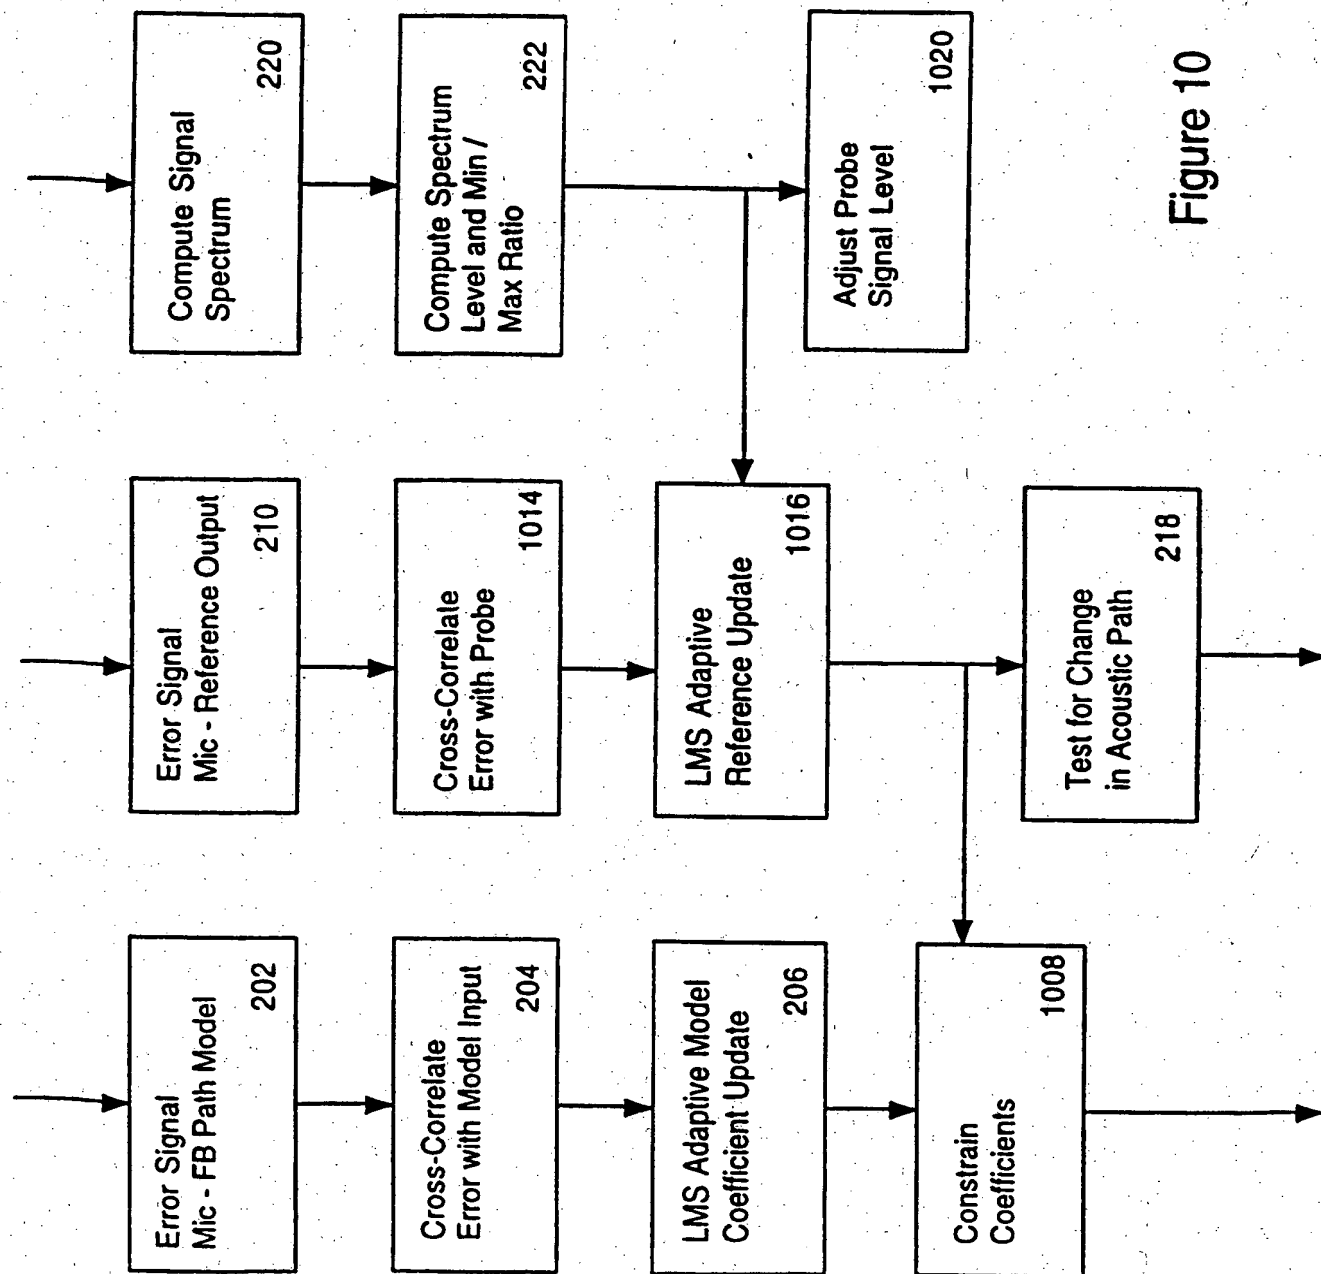 Error Signal
Mic - FB Path Model
202
Cross-Correlate
Error with Model Input
204
LMS Adaptive Model
Coefficient Update
206
Constrain
Coefficients
1008
Error Signal
Mic - Reference Output
210
Cross-Correlate
Error with Probe
1014
LMS Adaptive
Reference Update
1016
Test for Change
in Acoustic Path
218
Compute Signal
Spectrum
220
Compute Spectrum
Level and Min /
Max Ratio
222
Adjust Probe
Signal Level
1020
Figure 10